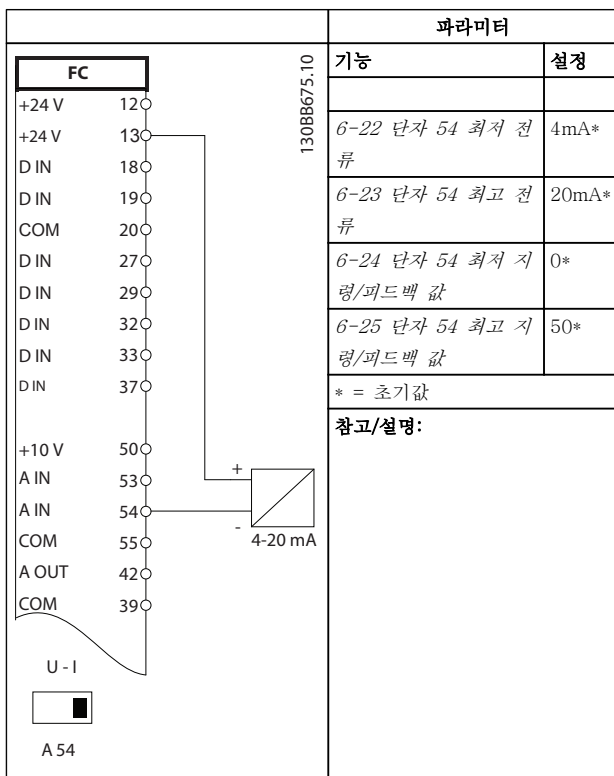 파라미터
기능 설정
6-22 단자 54 최저 전 4mA*
류
6-23 단자 54 최고 전 20mA*
류
6-24 단자 54 최저 지 0*
령/피드백 값
6-25 단자 54 최고 지 50*
령/피드백 값
* = 초기값
참고/설명:
FC
130BB675.10
+24 V 12
+24 V 13
D IN 18
D IN 19
COM 20
D IN 27
D IN 29
D IN 32
D IN 33
D IN 37
+10 V 50
A IN 53
A IN 54
COM 55
A OUT 42
COM 39
+
-
4-20 mA
U - I
A 54